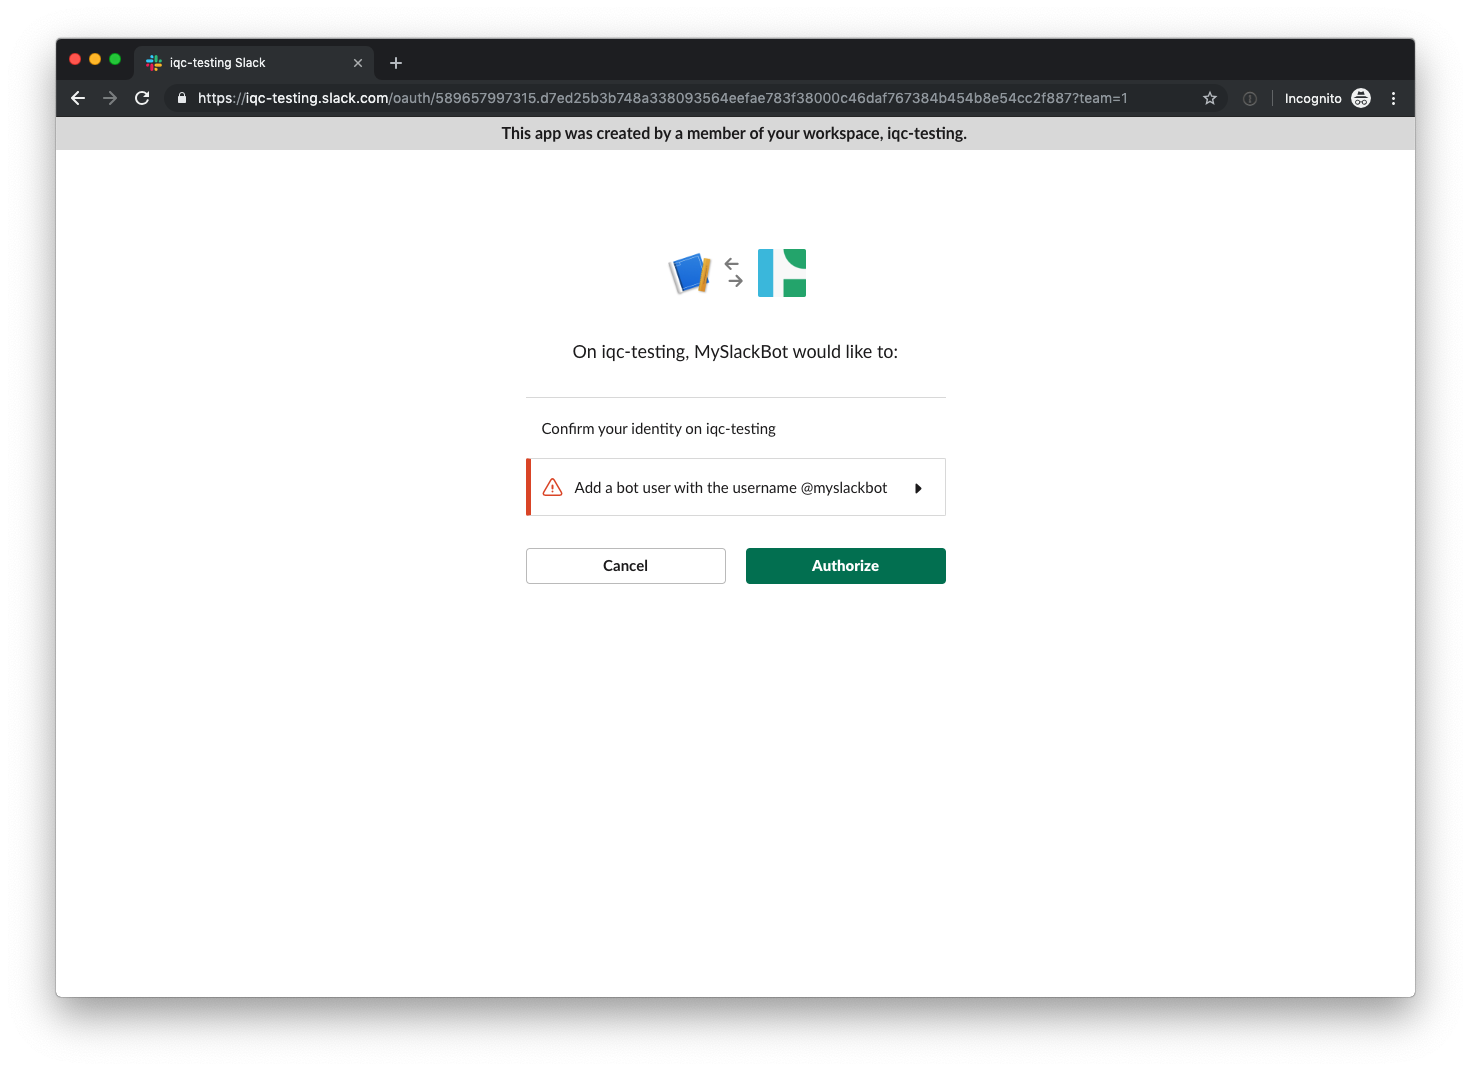 iqc-testing Slack
https://iqc-testing.slack.com/oauth/589657997315.d7ed25b3b748a338093564eefae783f38000c46daf767384b454b8e54cc2f887?team=1
Incognito
This app was created by a member of your workspace, iqc-testing.
On iqc-testing, MySlackBot would like to:
Confirm your identity on iqc-testing
Add a bot user with the username @myslackbot
Cancel
Authorize